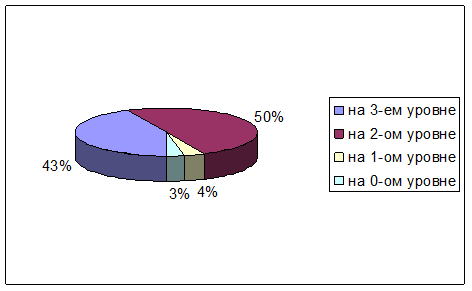 50%
43%
3%
4%
на 3-ем уровне
на 2-ом уровне
на 1-ом уровне
на 0-ом уровне